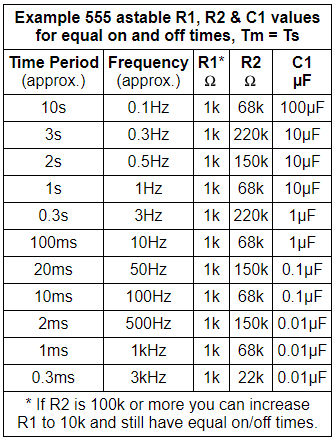 Example 555 astable R1, R2 & C1 values
for equal on and off times, Tm = Ts
Time Period Frequency R1* R2 C1
(approx.) (approx.) Ω Ω µF
10s 0.1Hz 1k 68k 100µF
3s 0.3Hz 1k 220k 10µF
2s 0.5Hz 1k 150k 10µF
1s 1Hz 1k 68k 10µF
0.3s 3Hz 1k 220k 1µF
100ms 10Hz 1k 68k 1µF
20ms 50Hz 1k 150k 0.1µF
10ms 100Hz 1k 68k 0.1µF
2ms 500Hz 1k 150k 0.01µF
1ms 1kHz 1k 68k 0.01µF
0.3ms 3kHz 1k 22k 0.01µF
* If R2 is 100k or more you can increase
R1 to 10k and still have equal on/off times.